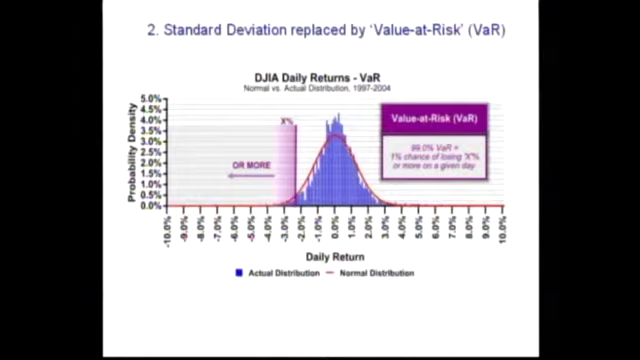 2. Standard Deviation replaced by 'Value-at-Risk' (VaR)
DJIA Daily Returns - VaR
Normal vs. Actual Distribution, 1997-2004
Probability Density
5.0%
4.5%
4.0%
3.5%
3.0%
2.5%
2.0%
1.5%
1.0%
0.5%
0.0%
X%
OR MORE
Value-at-Risk (VaR)
99.0% VaR =
1% chance of losing 'X'%
or more on a given day
-10.0% -9.0% -8.0% -7.0% -6.0% -5.0% -4.0% -3.0% -2.0% -1.0% 0.0% 1.0% 2.0% 3.0% 4.0% 5.0% 6.0% 7.0% 8.0% 9.0% 10.0%
Daily Return
Actual Distribution Normal Distribution